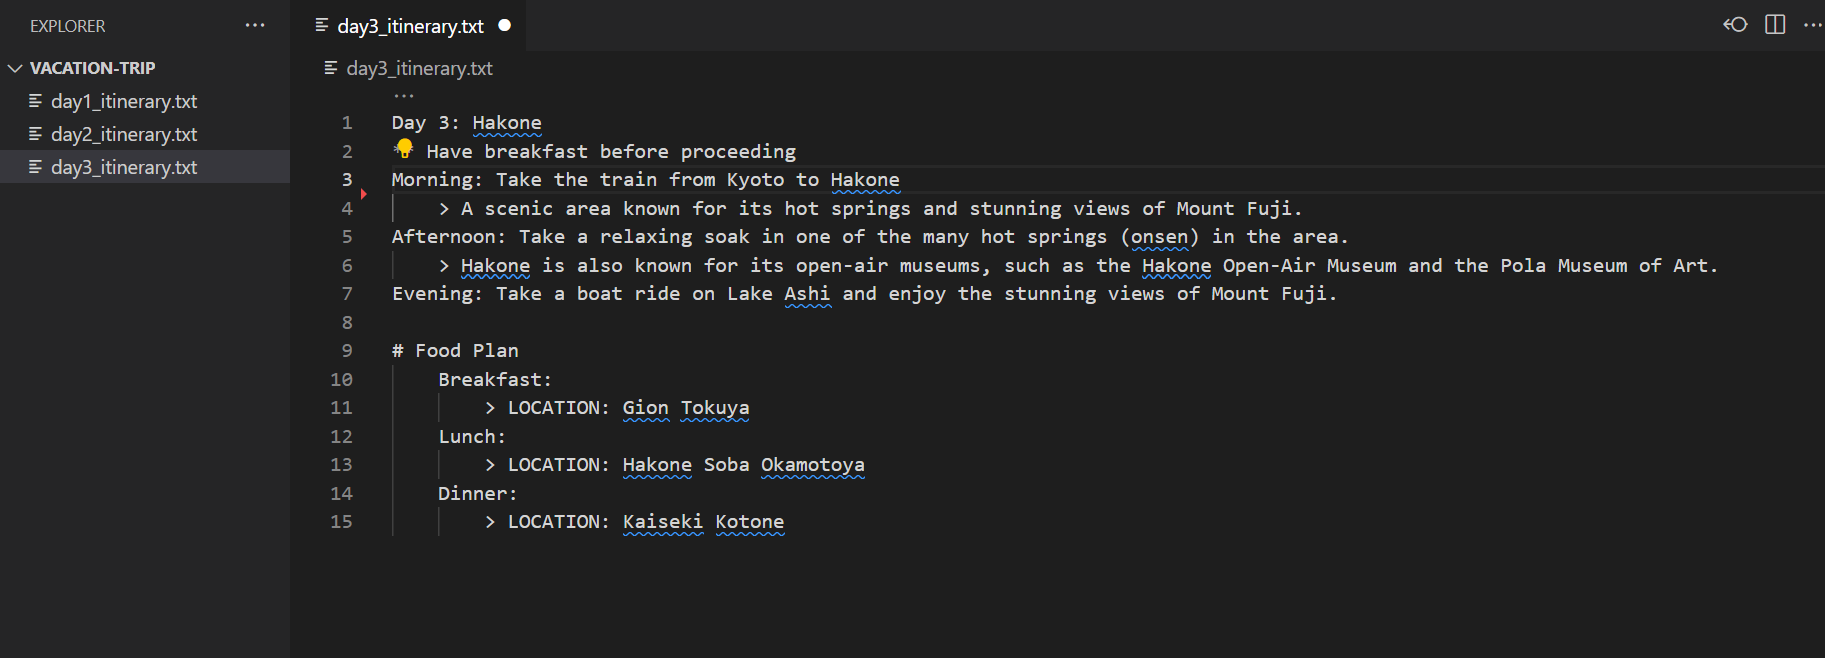 EXPLORER
···
VACATION-TRIP
day1_itinerary.txt
day2_itinerary.txt
day3_itinerary.txt
day3_itinerary.txt
day3_itinerary.txt
···
1 Day 3: Hakone
2 Have breakfast before proceeding
3 Morning: Take the train from Kyoto to Hakone
4 > A scenic area known for its hot springs and stunning views of Mount Fuji.
5 Afternoon: Take a relaxing soak in one of the many hot springs (onsen) in the area.
6 > Hakone is also known for its open-air museums, such as the Hakone Open-Air Museum and the Pola Museum of Art.
7 Evening: Take a boat ride on Lake Ashi and enjoy the stunning views of Mount Fuji.
8
9 # Food Plan
10 Breakfast:
11 > LOCATION: Gion Tokuya
12 Lunch:
13 > LOCATION: Hakone Soba Okamotoya
14 Dinner:
15 > LOCATION: Kaiseki Kotone